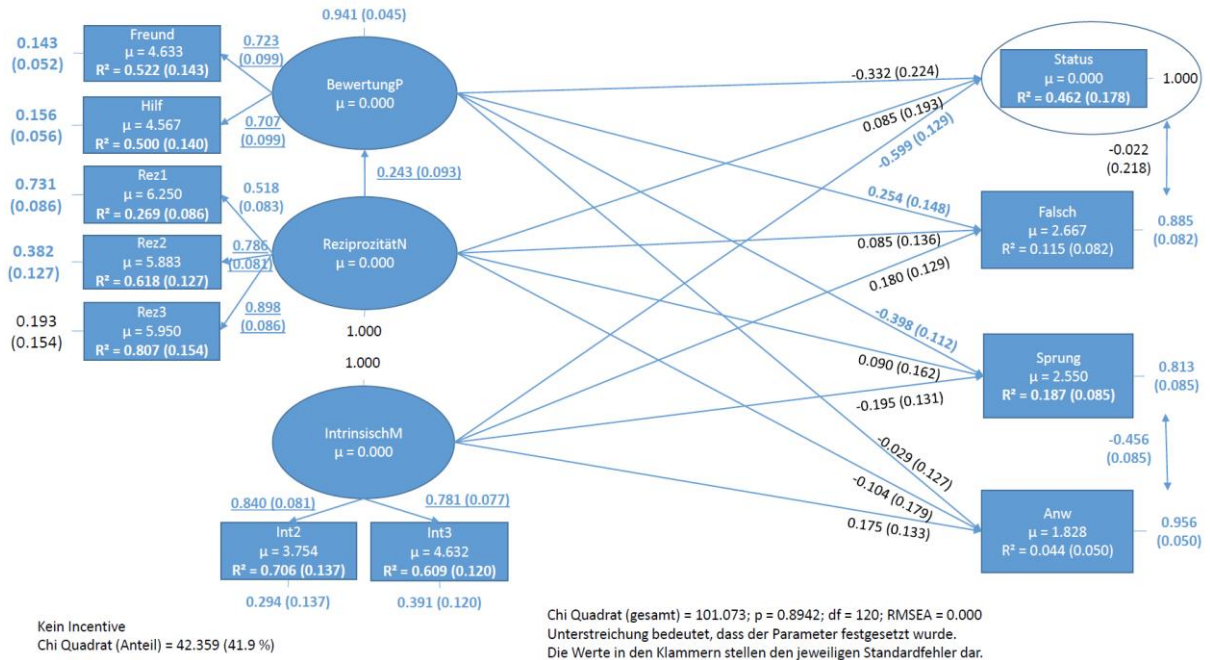 0.941 (0.045)
0.143
(0.052)
Freund
μ = 4.633
R² = 0.522 (0.143)
0.723
(0.099)
BewertungP
μ = 0.000
0.156
(0.056)
Hilf
μ = 4.567
R² = 0.500 (0.140)
0.707
(0.099)
0.731
(0.086)
Rez1
μ = 6.250
R² = 0.269 (0.086)
0.518
(0.083)
0.243 (0.093)
0.382
(0.127)
Rez2
μ = 5.883
R² = 0.618 (0.127)
0.786
(0.081)
ReziprozitätN
μ = 0.000
0.193
(0.154)
Rez3
μ = 5.950
R² = 0.807 (0.154)
0.898
(0.086)
1.000
1.000
IntrinsischM
μ = 0.000
0.840 (0.081)
0.781 (0.077)
Int2
μ = 3.754
R² = 0.706 (0.137)
Int3
μ = 4.632
R² = 0.609 (0.120)
0.294 (0.137)
0.391 (0.120)
-0.332 (0.224)
0.085 (0.193)
-0.599 (0.129)
0.254 (0.148)
0.085 (0.136)
0.180 (0.129)
-0.398 (0.112)
0.090 (0.162)
-0.195 (0.131)
-0.029 (0.127)
-0.104 (0.179)
0.175 (0.133)
Status
μ = 0.000
R² = 0.462 (0.178)
1.000
-0.022
(0.218)
Falsch
μ = 2.667
R² = 0.115 (0.082)
0.885
(0.082)
Sprung
μ = 2.550
R² = 0.187 (0.085)
0.813
(0.085)
-0.456
(0.085)
Anw
μ = 1.828
R² = 0.044 (0.050)
0.956
(0.050)
Kein Incentive
Chi Quadrat (Anteil) = 42.359 (41.9 %)
Chi Quadrat (gesamt) = 101.073; p = 0.8942; df = 120; RMSEA = 0.000
Unterstreichung bedeutet, dass der Parameter festgesetzt wurde.
Die Werte in den Klammern stellen den jeweiligen Standardfehler dar.